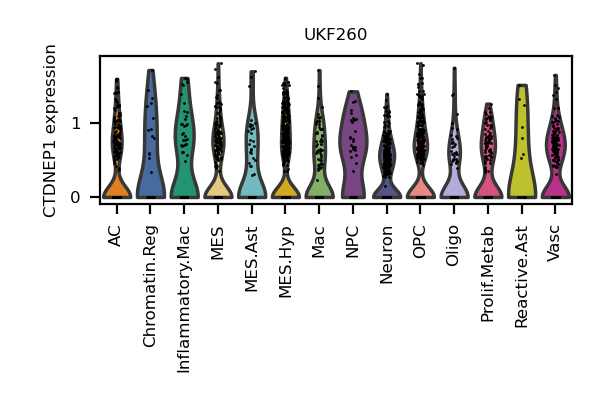 UKF260
CTDNEP1 expression
1
0
AC
Chromatin.Reg
Inflammatory.Mac
MES
MES.Ast
MES.Hyp
Mac
NPC
Neuron
OPC
Oligo
Prolif.Metab
Reactive.Ast
Vasc